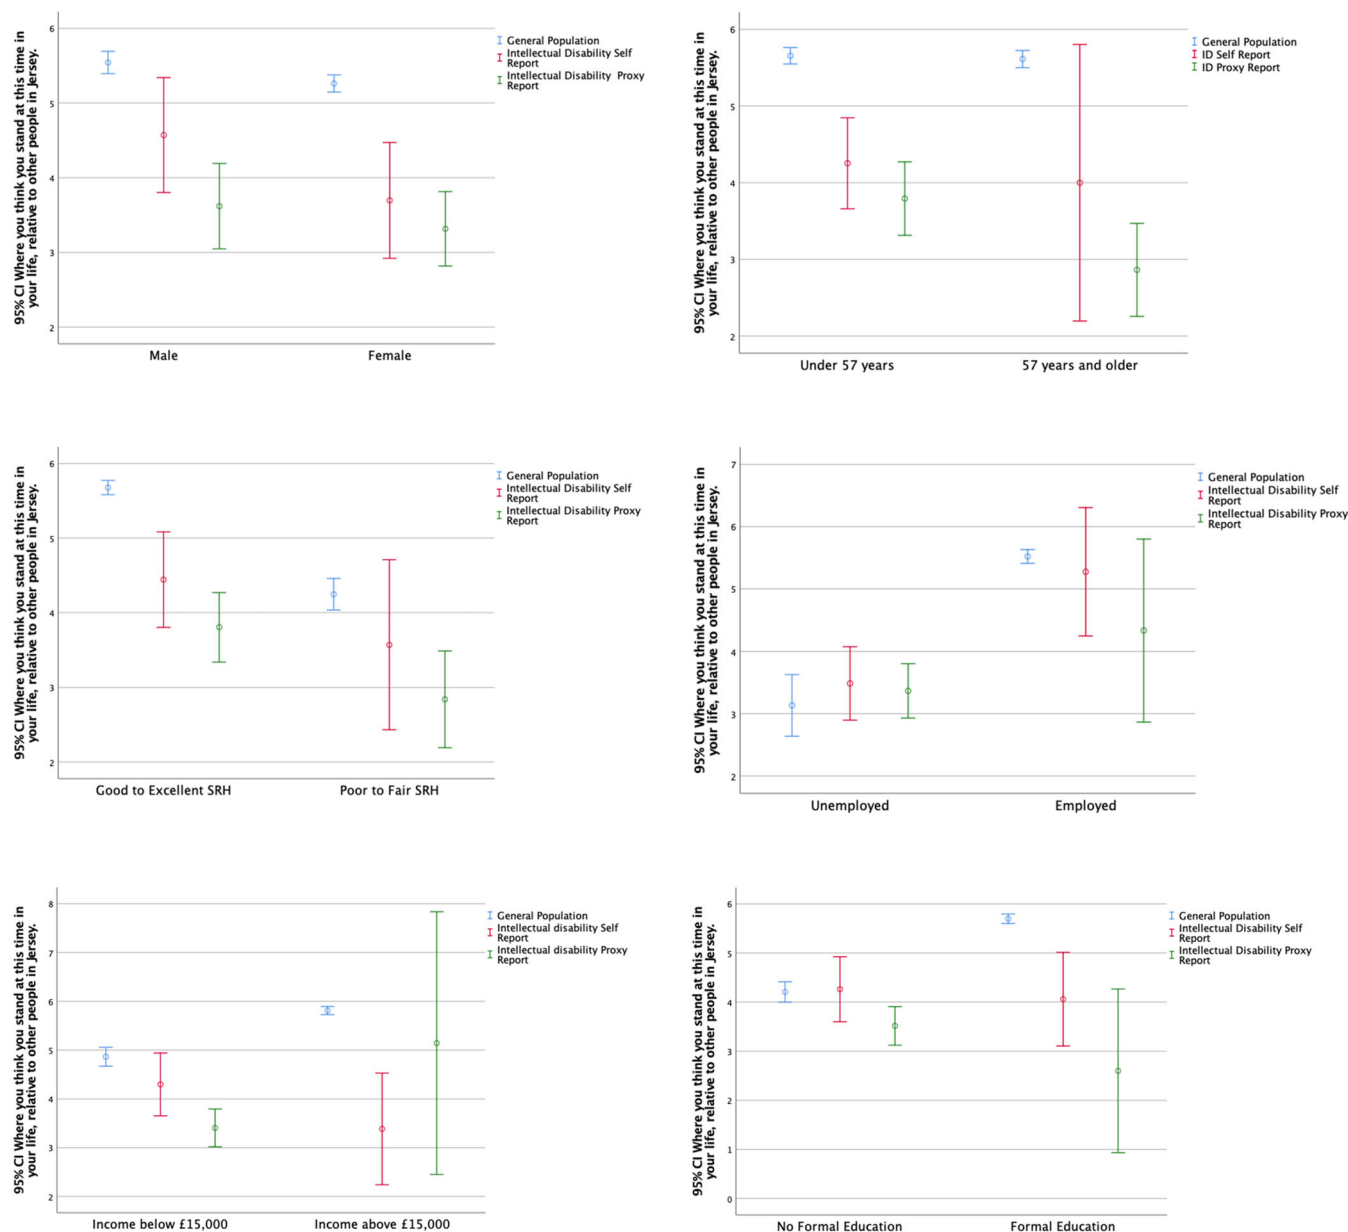 95% CI Where you think you stand at this time in
your life, relative to other people in Jersey.
6
5
4
3
2
Male
Female
General Population
Intellectual Disability Self
Report
Intellectual Disability  Proxy
Report
95% CI Where you think you stand at this time in
your life, relative to other people in Jersey.
6
5
4
3
2
Under 57 years
57 years and older
General Population
ID Self Report
ID Proxy Report
95% CI Where you think you stand at this time in
your life, relative to other people in Jersey.
6
5
4
3
2
Good to Excellent SRH
Poor to Fair SRH
General Population
Intellectual Disability Self
Report
Intellectual Disability Proxy
Report
95% CI Where you think you stand at this time in
your life, relative to other people in Jersey.
7
6
5
4
3
2
Unemployed
Employed
General Population
Intellectual Disability Self
Report
Intellectual Disability Proxy
Report
95% CI Where you think you stand at this time in
your life, relative to other people in Jersey.
8
7
6
5
4
3
2
Income below £15,000
Income above £15,000
General Population
Intellectual disability Self
Report
Intellectual disability Proxy
Report
95% CI Where you think you stand at this time in
your life, relative to other people in Jersey.
6
5
4
3
2
1
0
No Formal Education
Formal Education
General Population
Intellectual Disability Self
Report
Intellectual Disability Proxy
Report